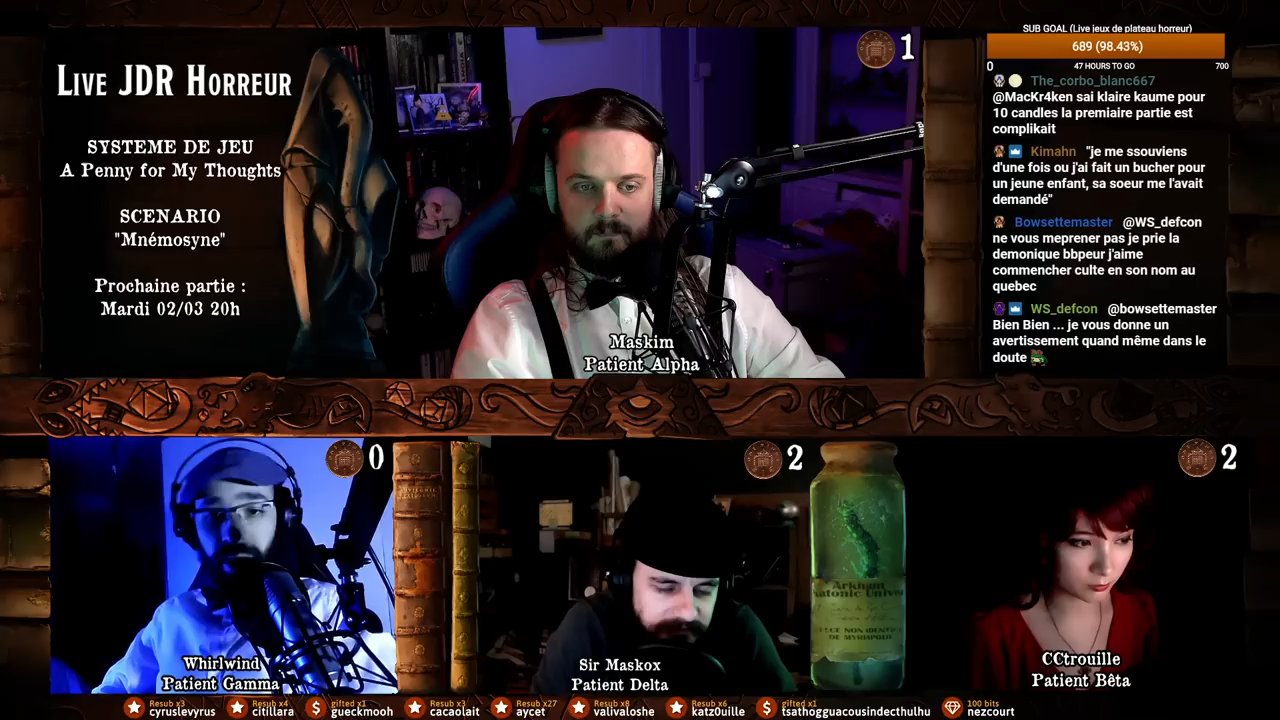 Live JDR Horreur
SYSTEME DE JEU
A Penny for My Thoughts
SCENARIO
"Mnémosyne"
Prochaine partie :
Mardi 02/03 20h
1
Maskim
Patient Alpha
SUB GOAL (Live jeux de plateau horreur)
689 (98.43%)
0
47 HOURS TO GO
700
The_corbo_blanc667
@MacKr4ken sai klaire kaume pour
10 candles la premiaire partie est
complikait
Kimahn "je me ssouviens
d'une fois ou j'ai fait un bucher pour
un jeune enfant, sa soeur me l'avait
demandé"
Bowsettemaster @WS_defcon
ne vous meprener pas je prie la
demonique bbpeur j'aime
commencher culte en son nom au
quebec
WS_defcon @bowsettemaster
Bien Bien ... je vous donne un
avertissement quand même dans le
doute
0
Whirlwind
Patient Gamma
2
Sir Maskox
Patient Delta
Arkham
2
CCtrouille
Patient Bêta
Resub x3
cyruslevyrus
Resub x4
citillara
gifted x1
gueckmooh
Resub x3
cacaolait
Resub x27
aycet
Resub x8
valivaloshe
Resub x6
katz0uille
gifted x1
tsathogguacousindecthulhu
100 bits
nezcourt